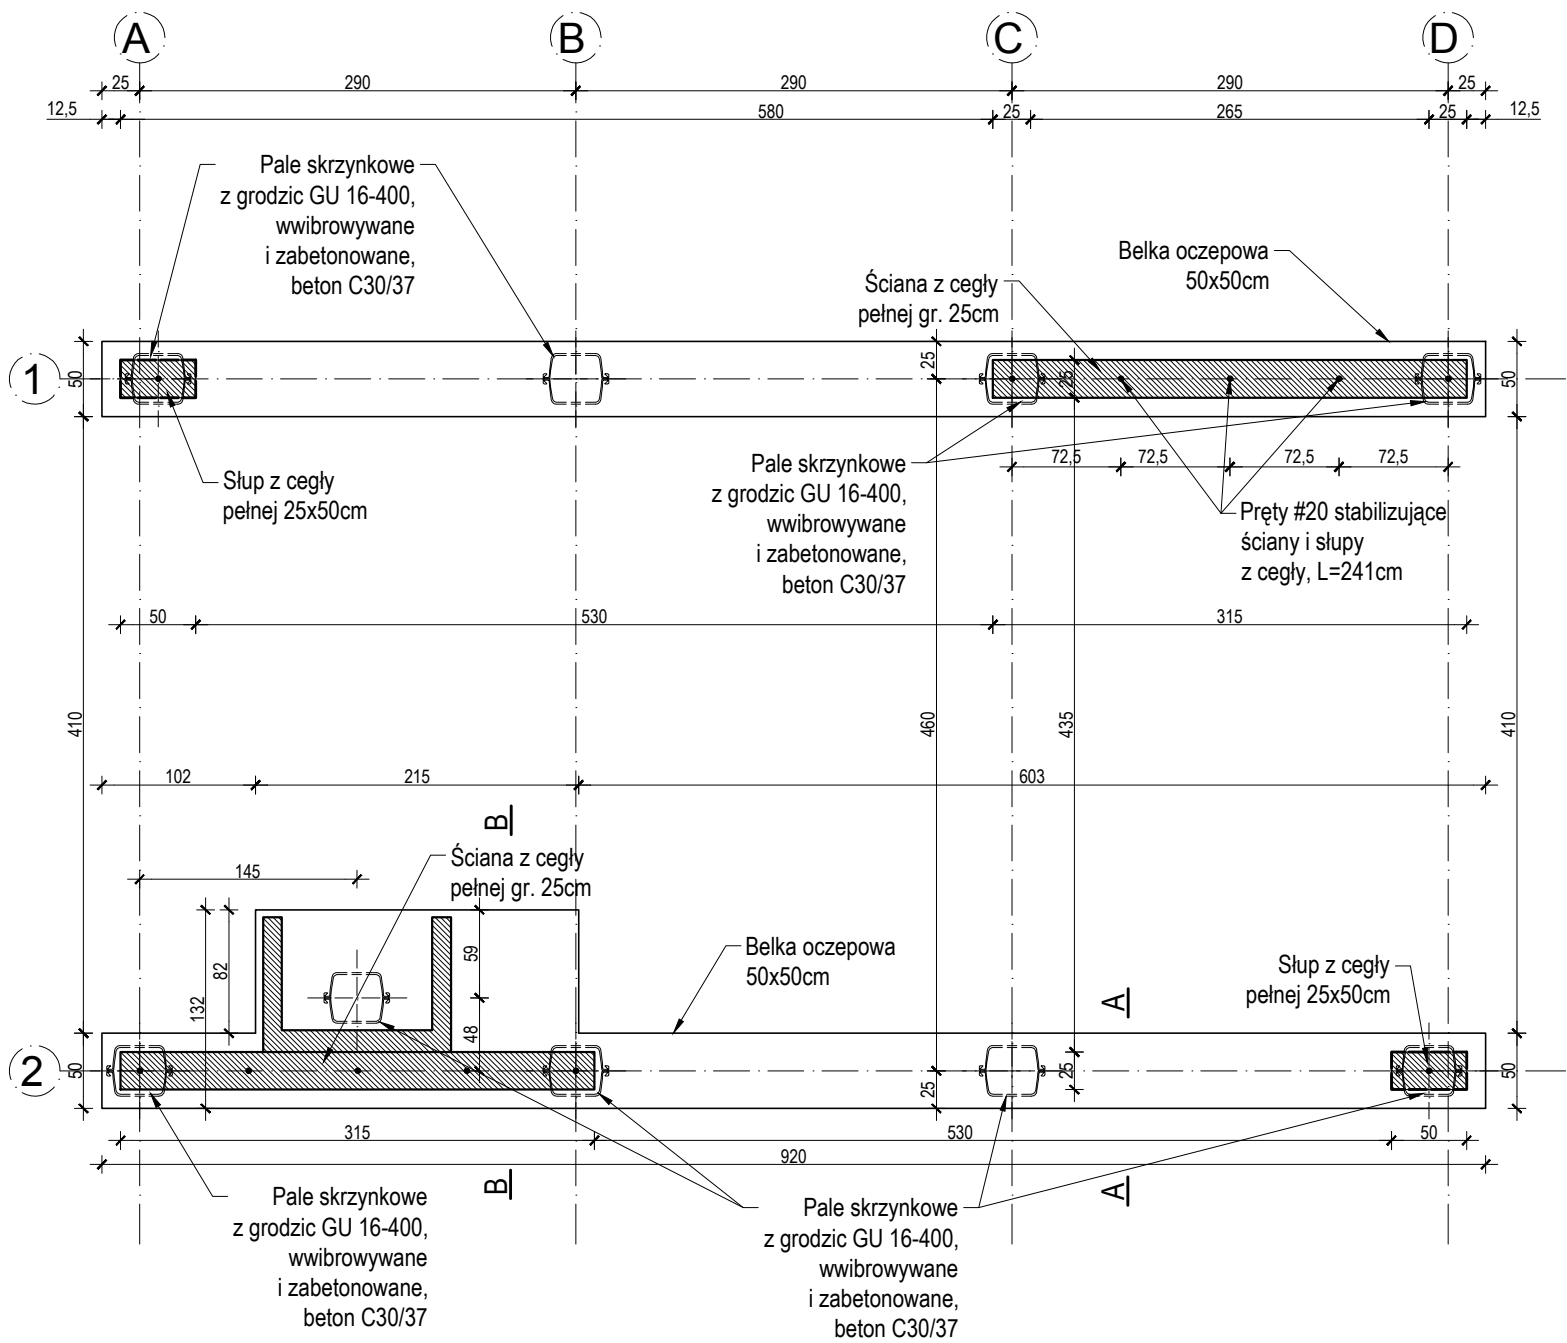 A
B
C
D
25
290
290
290
25
12,5
580
25
265
25
12,5
Pale skrzynkowe
z grodzic GU 16-400,
wwibrowywane
i zabetonowane,
beton C30/37
Belka oczepowa
50x50cm
Ściana z cegły
pełnej gr. 25cm
1
50
25
25
50
Słup z cegły
pełnej 25x50cm
Pale skrzynkowe
z grodzic GU 16-400,
wwibrowywane
i zabetonowane,
beton C30/37
72,5
72,5
72,5
72,5
Pręty #20 stabilizujące
ściany i słupy
z cegły, L=241cm
50
530
315
410
460
435
410
102
215
603
B
Ściana z cegły
pełnej gr. 25cm
145
132
82
59
48
Belka oczepowa
50x50cm
Słup z cegły
pełnej 25x50cm
A
2
50
25
25
50
315
530
50
920
B
A
Pale skrzynkowe
z grodzic GU 16-400,
wwibrowywane
i zabetonowane,
beton C30/37
Pale skrzynkowe
z grodzic GU 16-400,
wwibrowywane
i zabetonowane,
beton C30/37